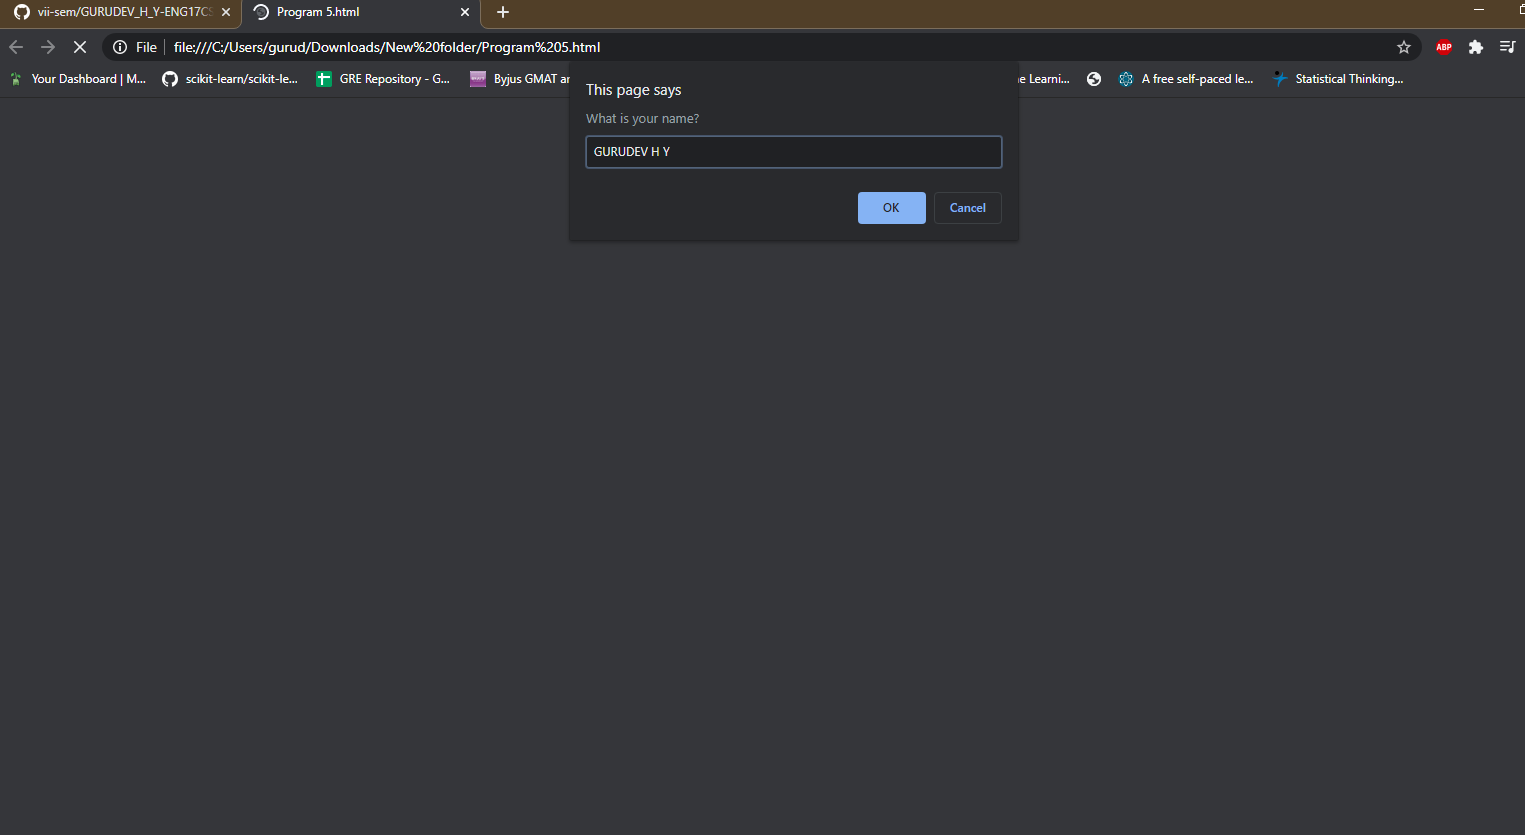 vii-sem/GURUDEV_H_Y-ENG17CS
Program 5.html
File
file:///C:/Users/gurud/Downloads/New%20folder/Program%205.html
ABP
Your Dashboard | M...
scikit-learn/scikit-le...
GRE Repository - G...
Byjus GMAT
Learni...
A free self-paced le...
Statistical Thinking...
This page says
What is your name?
GURUDEV H Y
OK
Cancel